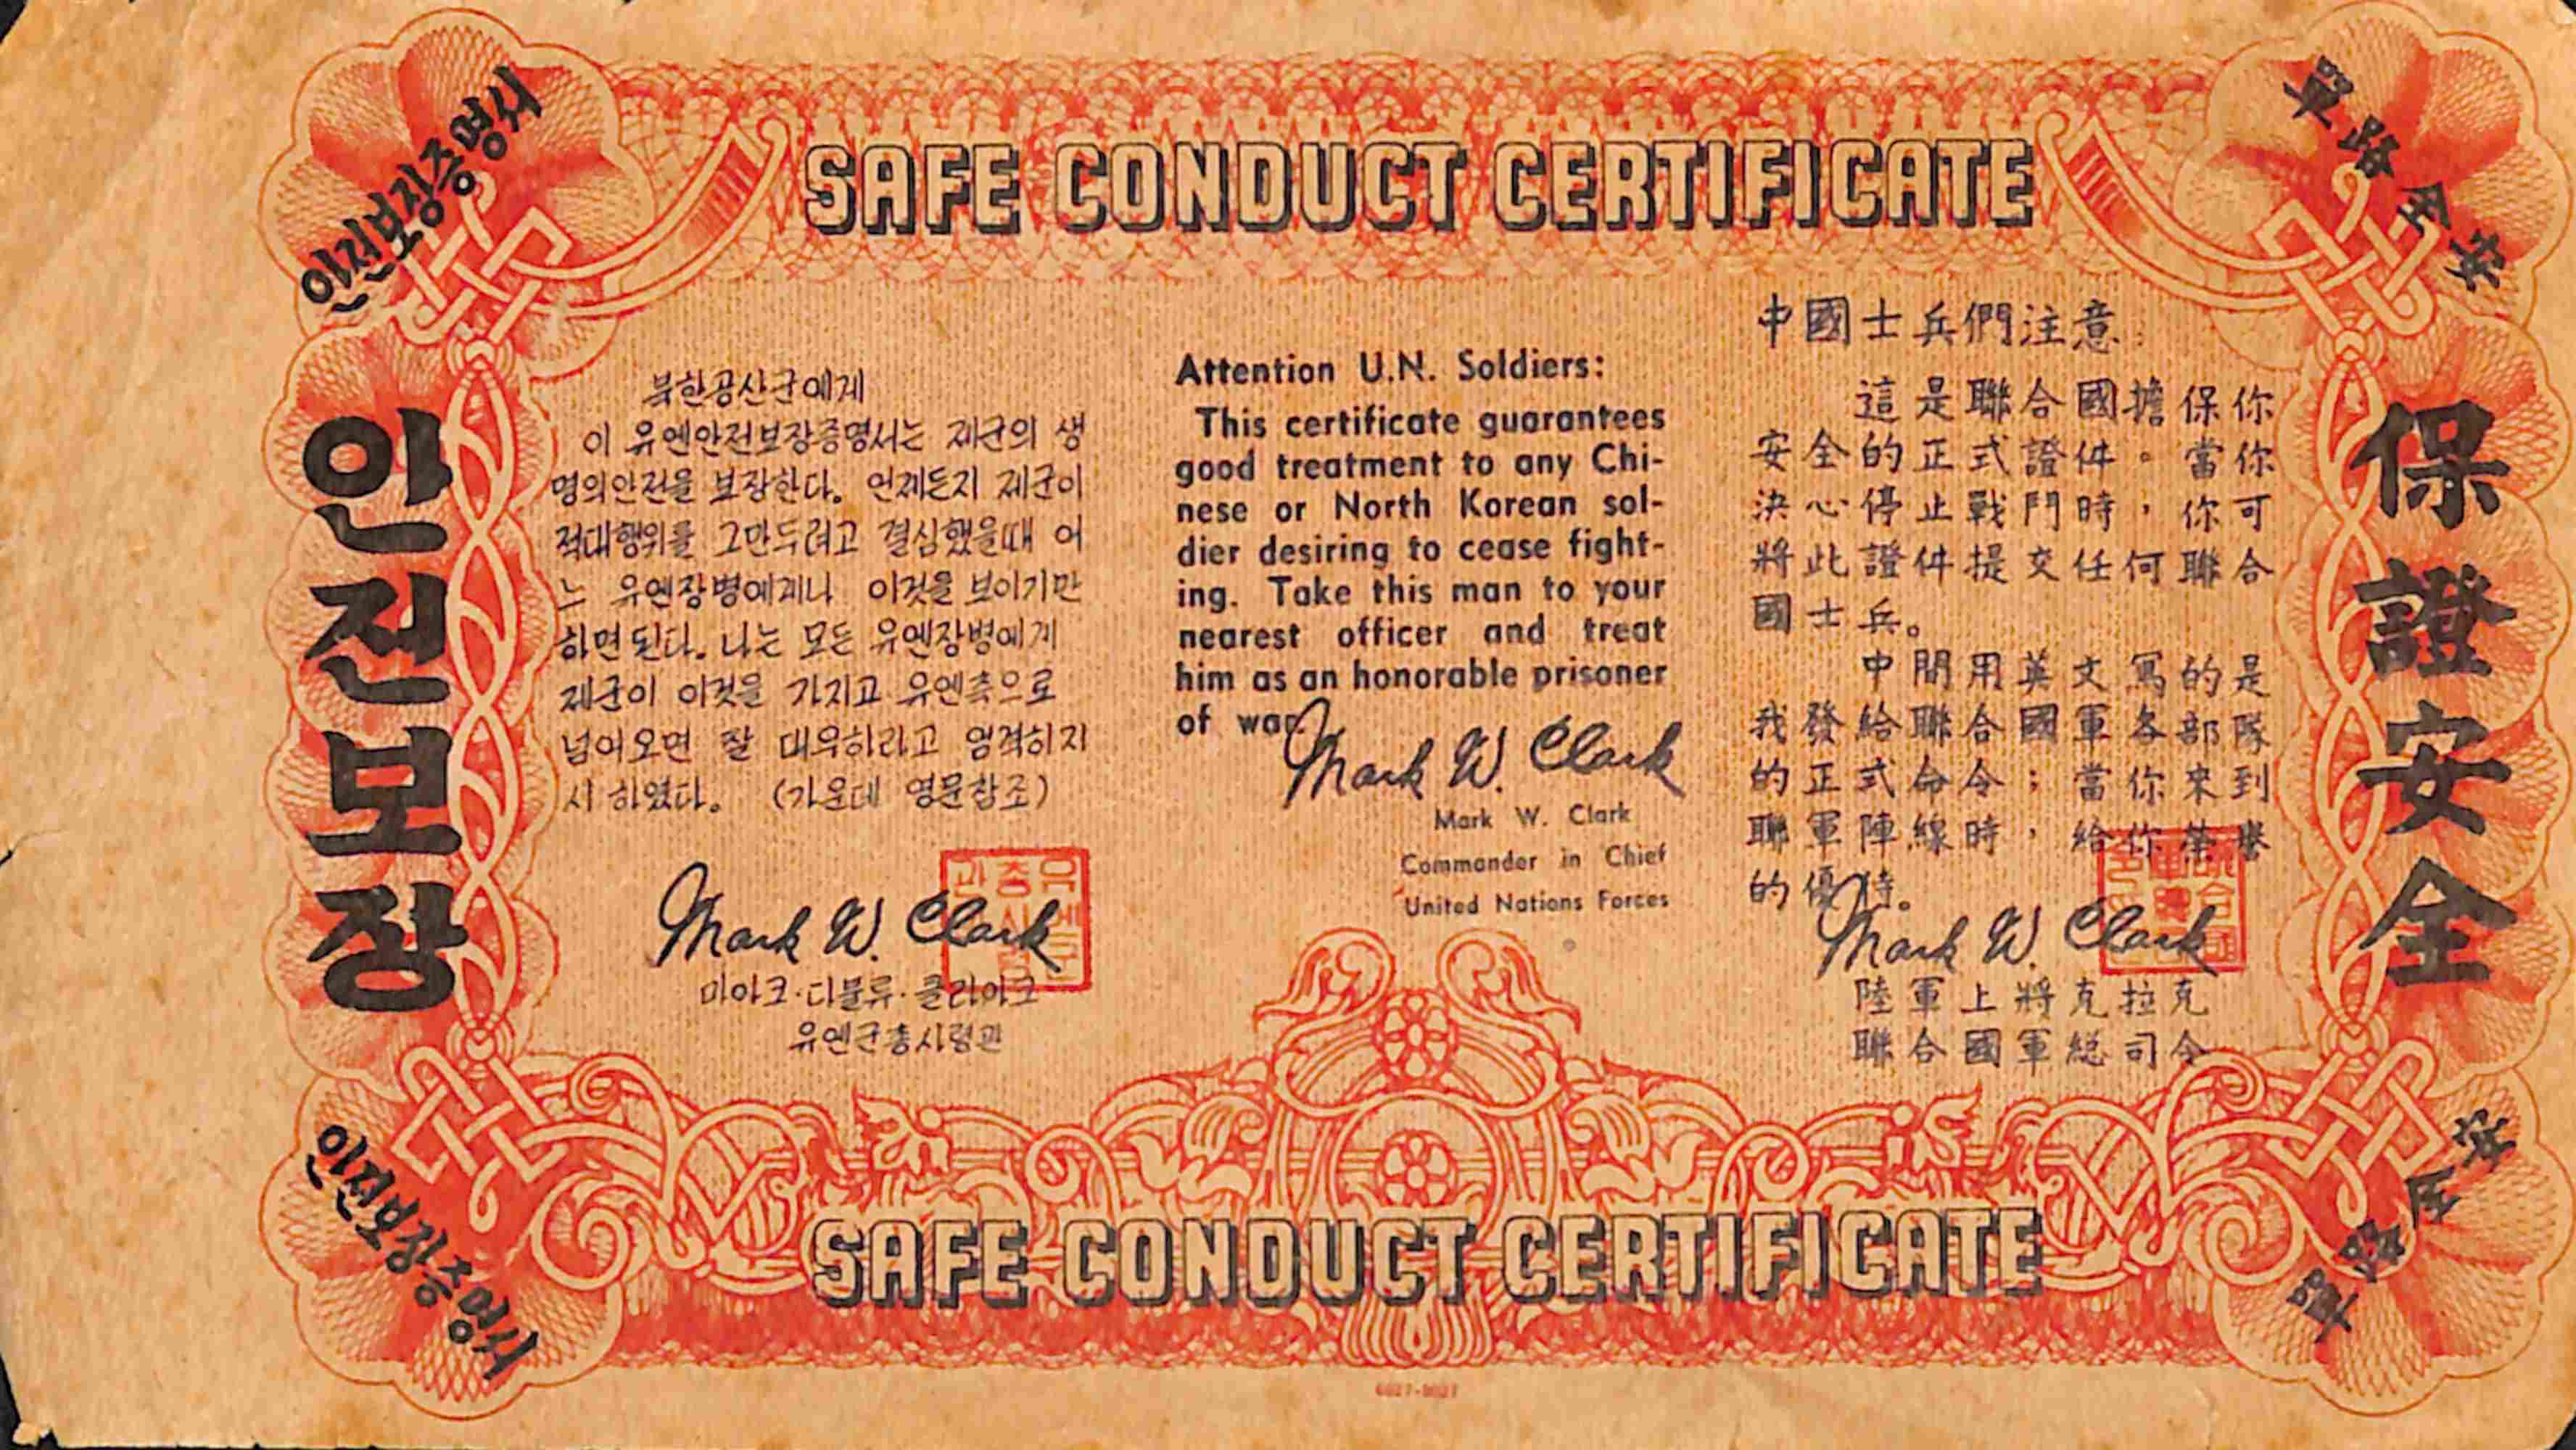 SAFE CONDUCT CERTIFICATE
안전보장증명서
單路全安
안전보장
북한공산군에게
이 유엔안전보장증명서는 제군의 생
명의안전을 보장한다. 언제든지 제군이
적대행위를 그만두려고 결심했을때 어
느 유엔장병에게나 이것을 보이기만
하면 된다. 나는 모든 유엔장병에게
제군이 이것을 가지고 유엔측으로
넘어오면 잘 대우하라고 엄격히지
시 하였다. (가운데 영문참조)
Mark W. Clark
미아크·디블류·클라아크
유엔군총사령관
Attention U.N. Soldiers:
This certificate guarantees
good treatment to any Chi-
nese or North Korean sol-
dier desiring to cease fight-
ing. Take this man to your
nearest officer and treat
him as an honorable prisoner
of war.
Mark W. Clark
Mark W. Clark
Commander in Chief
United Nations Forces
中國士兵們注意:
這是聯合國擔保你
安全的正式證件。當你
決心停止戰鬥時,你可
將此證件提交任何聯合
國士兵。
中間用英文寫的是
我發給聯合國軍各部隊
的正式命令;當你來到
聯軍陣線時,給你榮譽
的優待。
Mark W. Clark
陸軍上將克拉克
聯合國軍總司令
保證安全
안전보장증명서
單路全安
SAFE CONDUCT CERTIFICATE